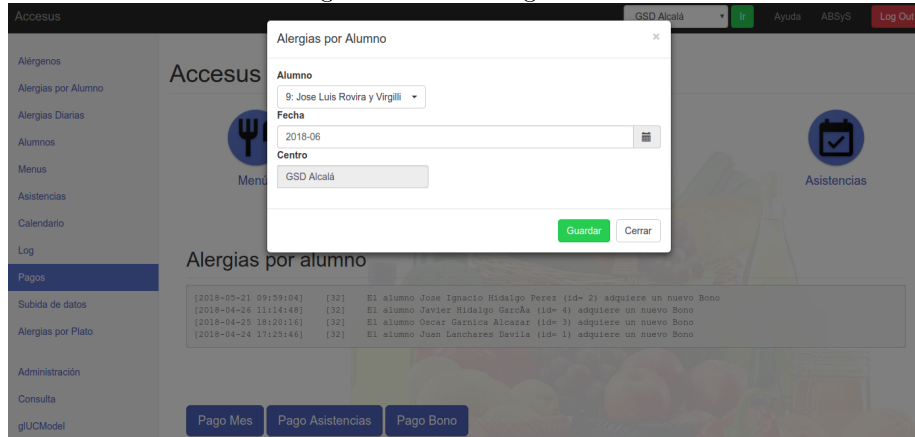 Accesus
GSD Alcalá
Ir
Ayuda
ABSyS
Log Out
Alérgenos
Alergias por Alumno
Alergias Diarias
Alumnos
Menus
Asistencias
Calendario
Log
Pagos
Subida de datos
Alergias por Plato
Administración
Consulta
glUCModel
Accesus
Menú
Asistencias
Alergias por Alumno
×
Alumno
9: Jose Luis Rovira y Virgilli
Fecha
2018-06
Centro
GSD Alcalá
Guardar
Cerrar
Alergias por alumno
[2018-05-21 09:59:04] [32] El alumno Jose Ignacio Hidalgo Perez (id= 2) adquiere un nuevo Bono
[2018-04-26 11:14:48] [32] El alumno Javier Hidalgo GarcÃa (id= 4) adquiere un nuevo Bono
[2018-04-25 18:20:16] [32] El alumno Oscar Garnica Alcazar (id= 3) adquiere un nuevo Bono
[2018-04-24 17:25:46] [32] El alumno Juan Lanchares Davila (id= 1) adquiere un nuevo Bono
Pago Mes
Pago Asistencias
Pago Bono